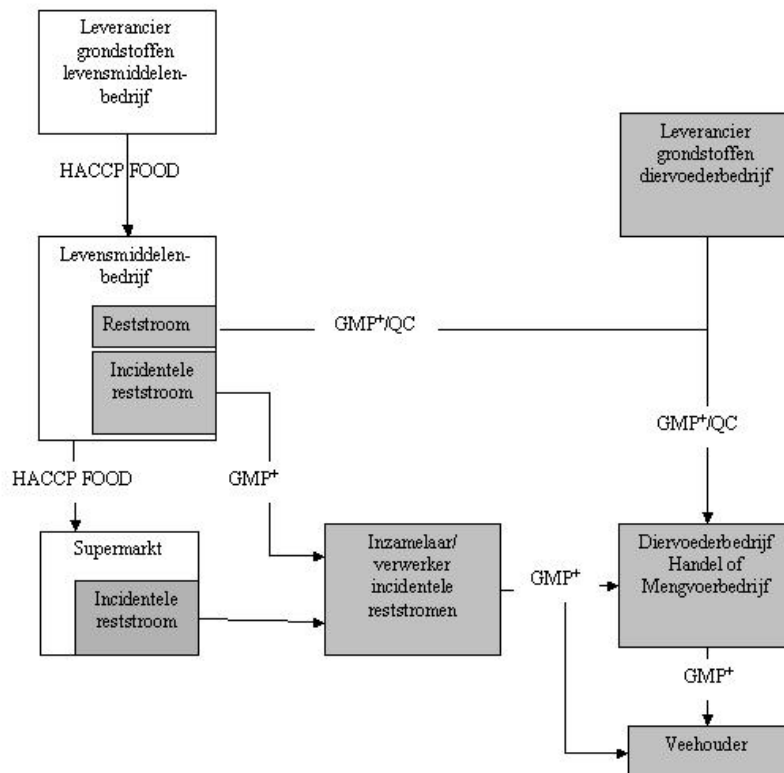 Leverancier
grondstoffen
levensmiddelen-
bedrijf
HACCP FOOD
Leverancier
grondstoffen
diervoederbedrijf
Levensmiddelen-
bedrijf
Reststroom
GMP⁺/QC
Incidentele
reststroom
GMP⁺/QC
HACCP FOOD
GMP⁺
Supermarkt
Incidentele
reststroom
Inzamelaar/
verwerker
incidentele
reststromen
GMP⁺
Diervoederbedrijf
Handel of
Mengvoerbedrijf
GMP⁺
Veehouder